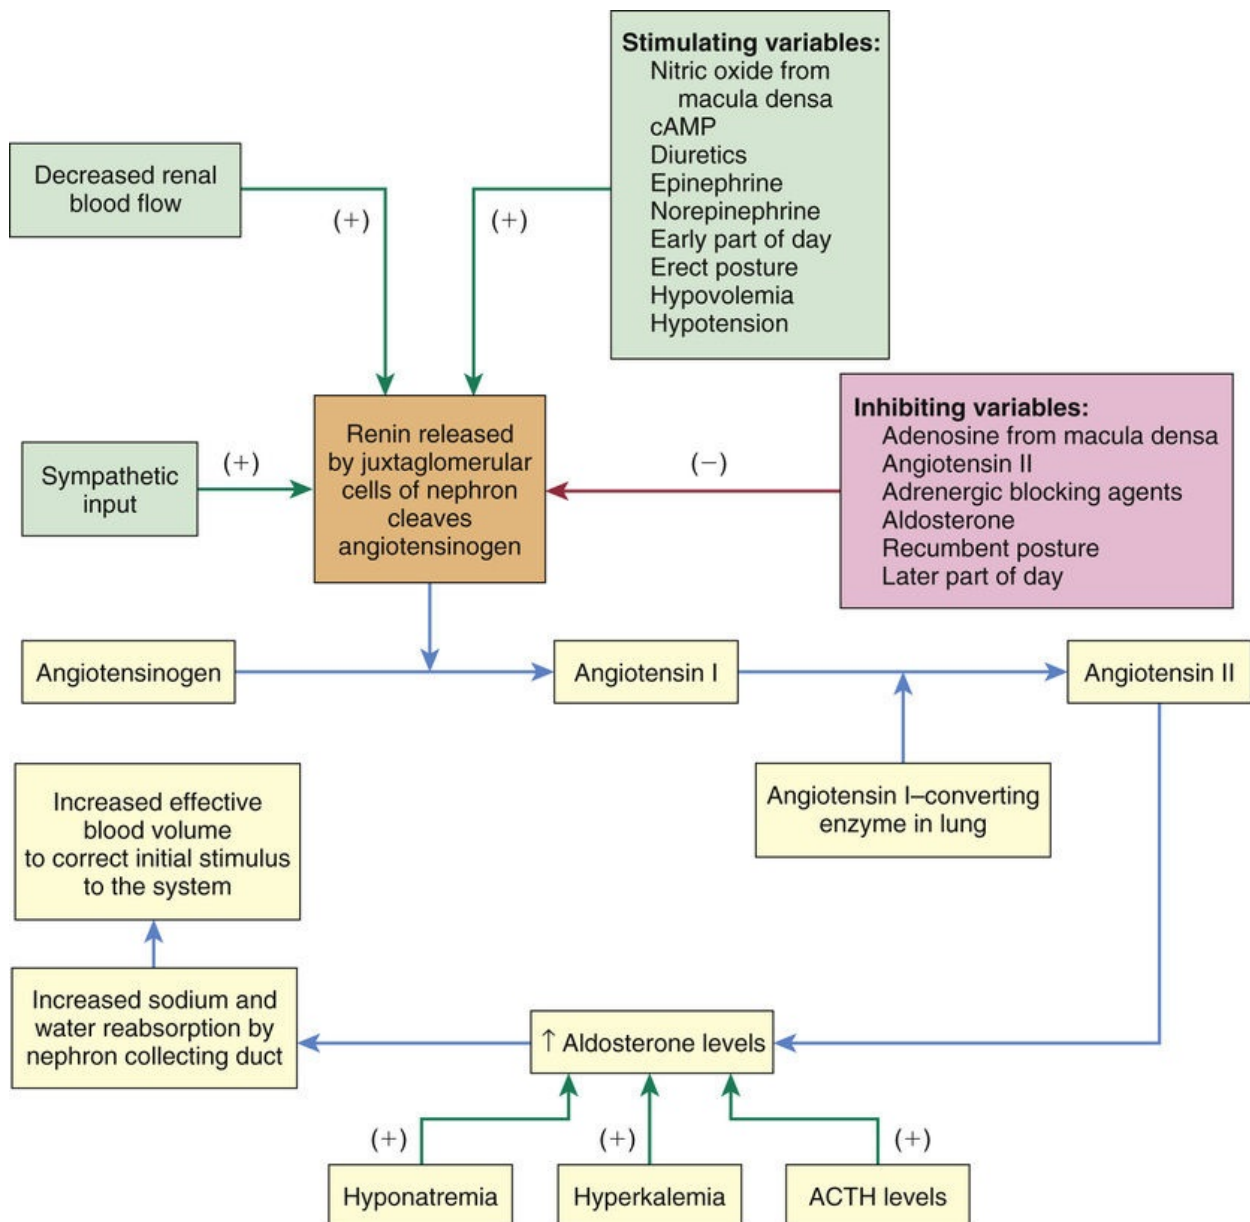 Stimulating variables:
Nitric oxide from
macula densa
cAMP
Diuretics
Epinephrine
Norepinephrine
Early part of day
Erect posture
Hypovolemia
Hypotension
Decreased renal
blood flow
(+)
(+)
Inhibiting variables:
Adenosine from macula densa
Angiotensin II
Adrenergic blocking agents
Aldosterone
Recumbent posture
Later part of day
Renin released
by juxtaglomerular
cells of nephron
cleaves
angiotensinogen
Sympathetic
input
(+)
(−)
Angiotensinogen
Angiotensin I
Angiotensin II
Angiotensin I–converting
enzyme in lung
Increased effective
blood volume
to correct initial stimulus
to the system
Increased sodium and
water reabsorption by
nephron collecting duct
↑ Aldosterone levels
(+)
(+)
(+)
Hyponatremia
Hyperkalemia
ACTH levels